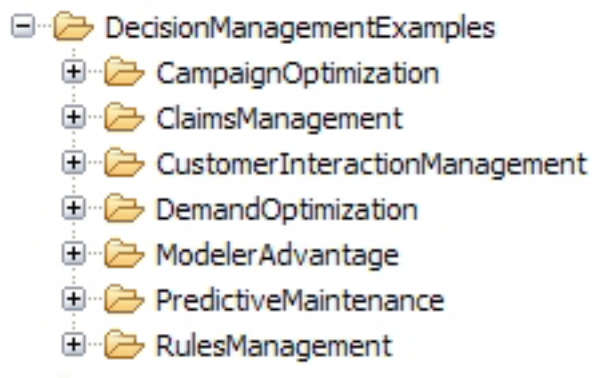 DecisionManagementExamples
CampaignOptimization
ClaimsManagement
CustomerInteractionManagement
DemandOptimization
ModelerAdvantage
PredictiveMaintenance
RulesManagement